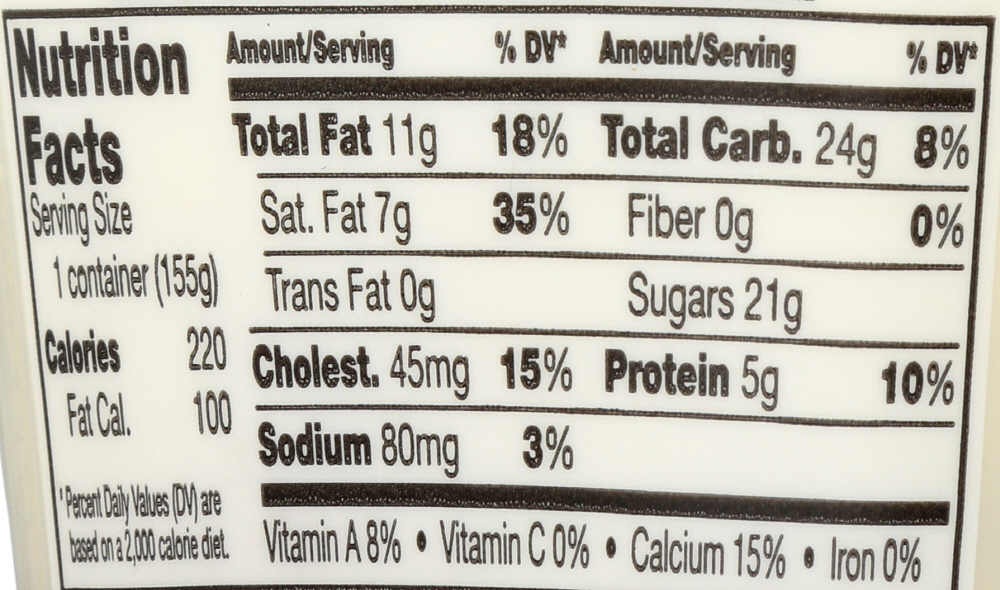 Nutrition
Facts
Serving Size
1 container (155g)
Calories 220
Fat Cal. 100
*Percent Daily Values (DV) are
based on a 2,000 calorie diet.
Amount/Serving % DV* Amount/Serving % DV*
Total Fat 11g 18% Total Carb. 24g 8%
Sat. Fat 7g 35% Fiber 0g 0%
Trans Fat 0g Sugars 21g
Cholest. 45mg 15% Protein 5g 10%
Sodium 80mg 3%
Vitamin A 8% • Vitamin C 0% • Calcium 15% • Iron 0%